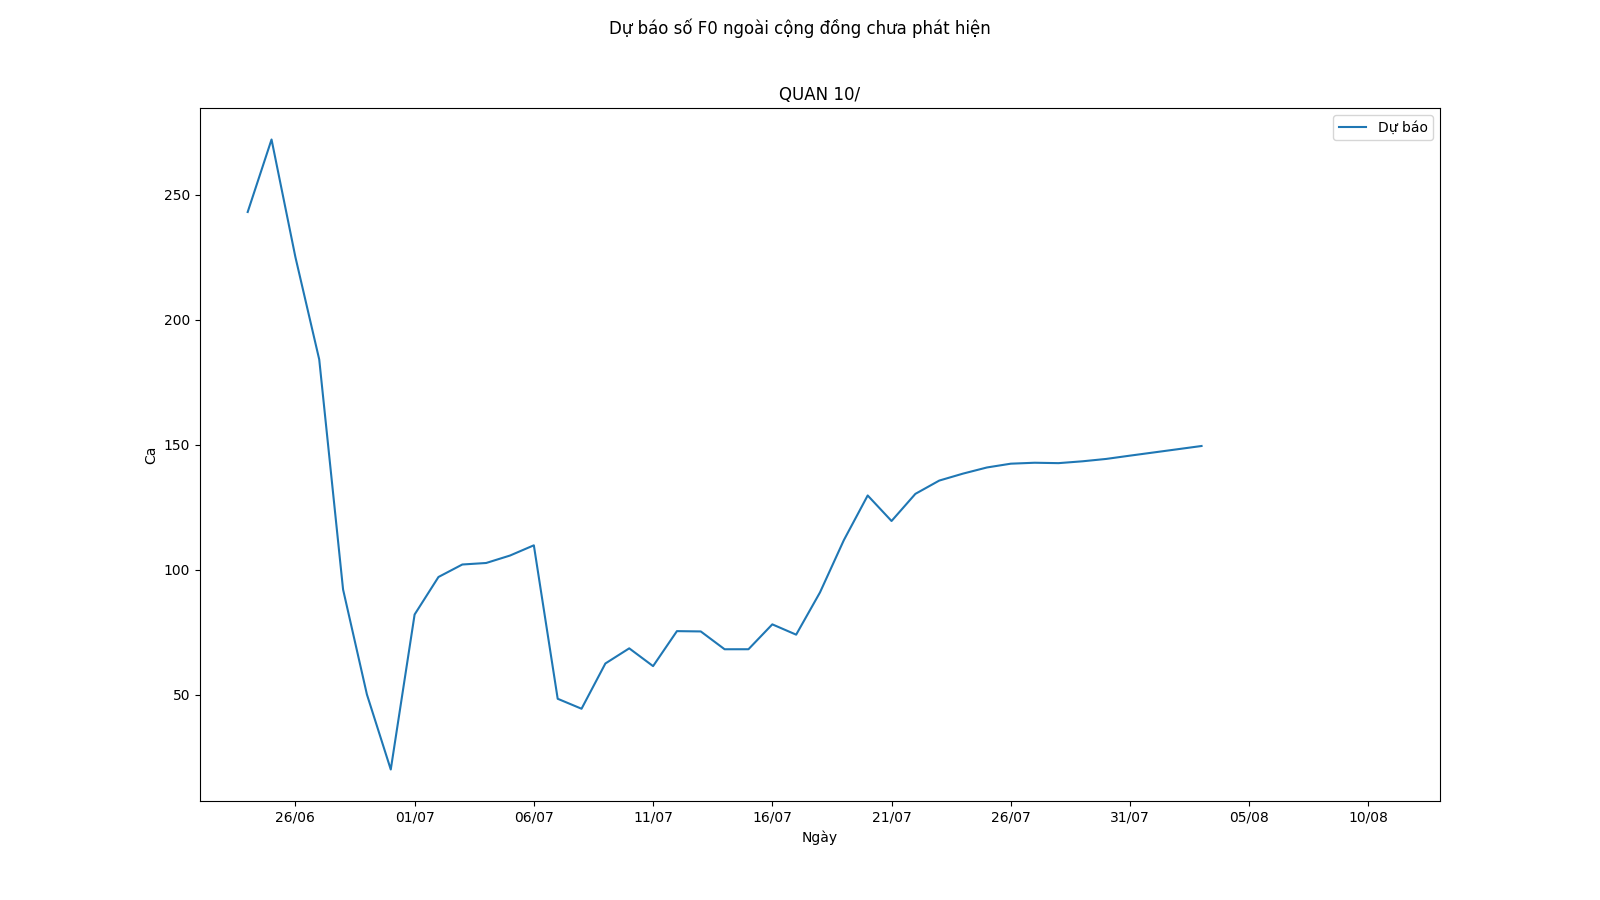 Dự báo số F0 ngoài cộng đồng chưa phát hiện
QUAN 10/
Dự báo
250
200
150
100
50
Ca
26/06 01/07 06/07 11/07 16/07 21/07 26/07 31/07 05/08 10/08
Ngày